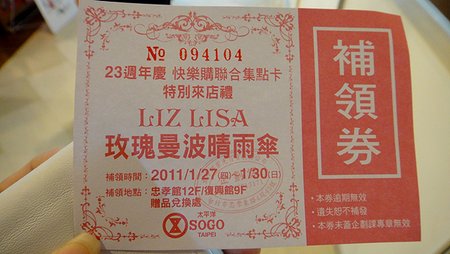 № 094104
23週年慶 快樂購聯合集點卡
特別來店禮
LIZ LISA
玫瑰曼波晴雨傘
補領時間：2011/1/27(四)～1/30(日)
補領地點：忠孝館12F/復興館9F
贈品兌換處
太平洋
SOGO
TAIPEI
補領券
•本券逾期無效
•遺失恕不補發
•本券未蓋企劃課專章無效